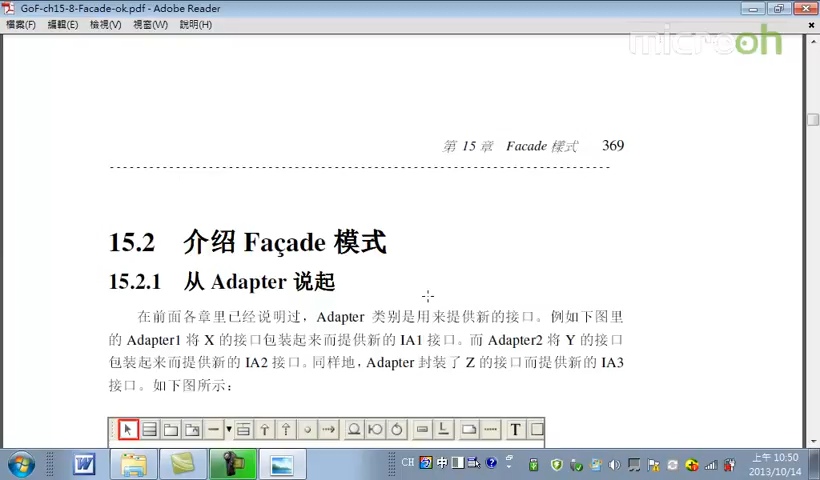 GoF-ch15-8-Facade-ok.pdf - Adobe Reader
檔案(F) 編輯(E) 檢視(V) 視窗(W) 說明(H)
microoh
第 15 章 Facade 樣式 369
15.2 介绍 Façade 模式
15.2.1 从 Adapter 说起
在前面各章里已经说明过，Adapter 类别是用来提供新的接口。例如下图里
的 Adapter1 将 X 的接口包装起来而提供新的 IA1 接口。而 Adapter2 将 Y 的接口
包装起来而提供新的 IA2 接口。同样地，Adapter 封装了 Z 的接口而提供新的 IA3
接口。如下图所示：
T
CH 中
上午 10:50
2013/10/14